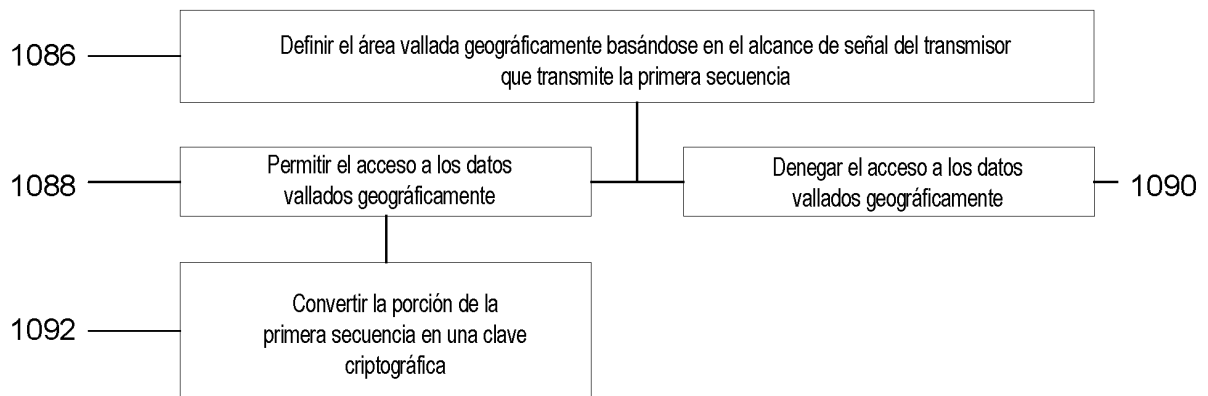 1086
Definir el área vallada geográficamente basándose en el alcance de señal del transmisor
que transmite la primera secuencia
1088
Permitir el acceso a los datos
vallados geográficamente
Denegar el acceso a los datos
vallados geográficamente
1090
1092
Convertir la porción de la
primera secuencia en una clave
criptográfica